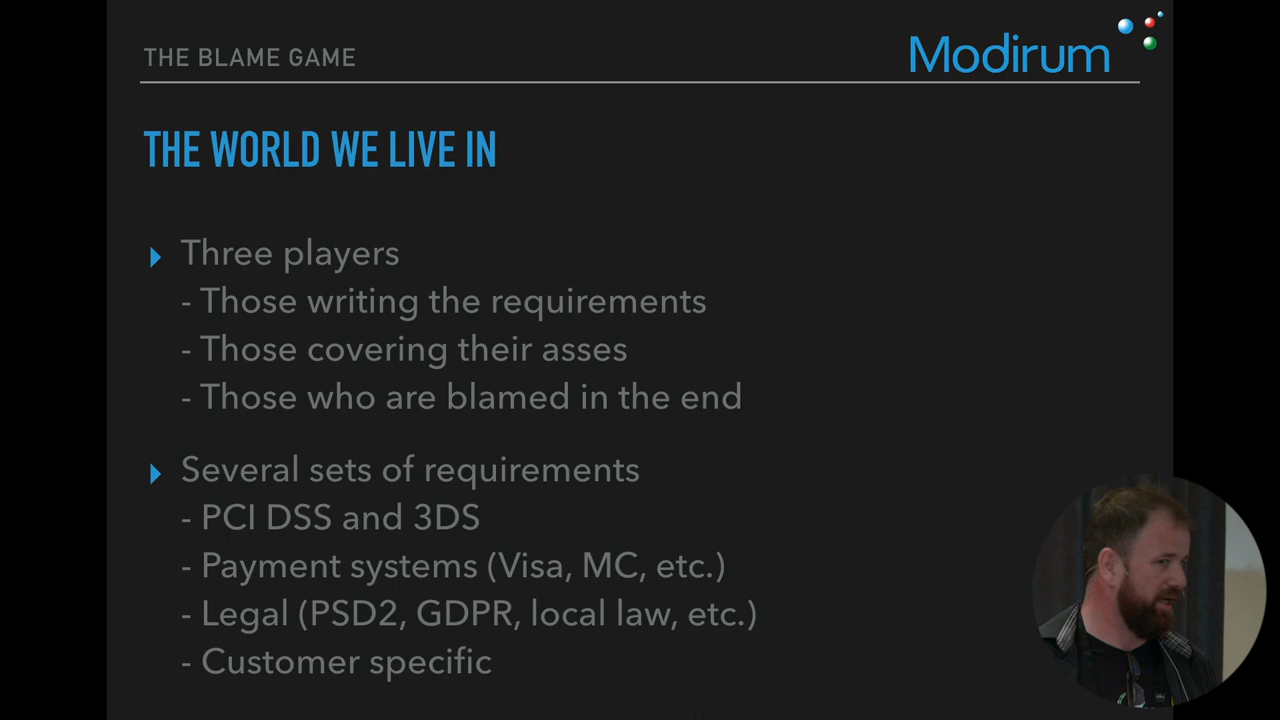 THE BLAME GAME
Modirum
THE WORLD WE LIVE IN
Three players
- Those writing the requirements
- Those covering their asses
- Those who are blamed in the end
Several sets of requirements
- PCI DSS and 3DS
- Payment systems (Visa, MC, etc.)
- Legal (PSD2, GDPR, local law, etc.)
- Customer specific